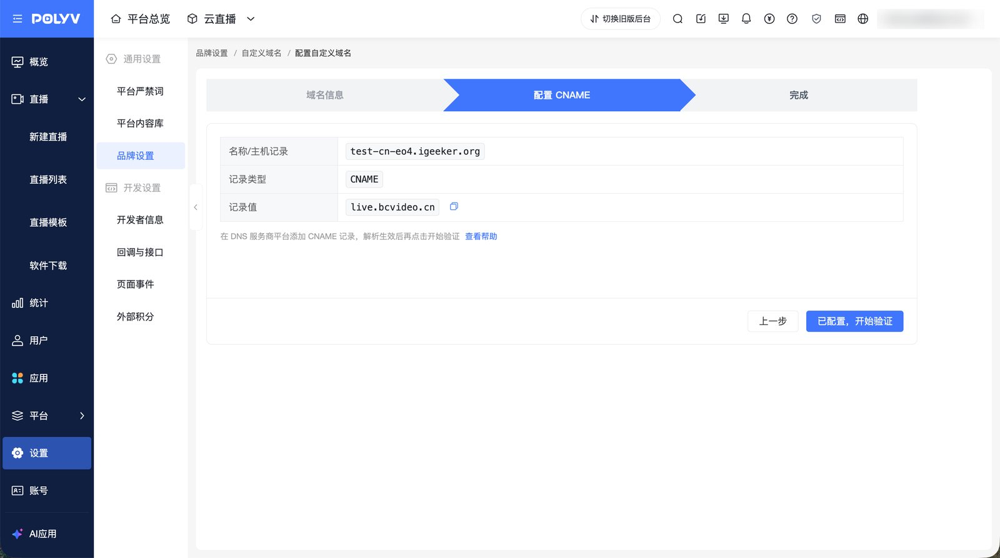 POLYV
平台总览
云直播
切换旧版后台
概览
直播
新建直播
直播列表
直播模板
软件下载
统计
用户
应用
平台
设置
账号
AI应用
通用设置
平台严禁词
平台内容库
品牌设置
开发设置
开发者信息
回调与接口
页面事件
外部积分
品牌设置 / 自定义域名 / 配置自定义域名
域名信息
配置 CNAME
完成
名称/主机记录 test-cn-eo4.igeeker.org
记录类型 CNAME
记录值 live.bcvideo.cn
在 DNS 服务商平台添加 CNAME 记录，解析生效后再点击开始验证 查看帮助
上一步
已配置，开始验证